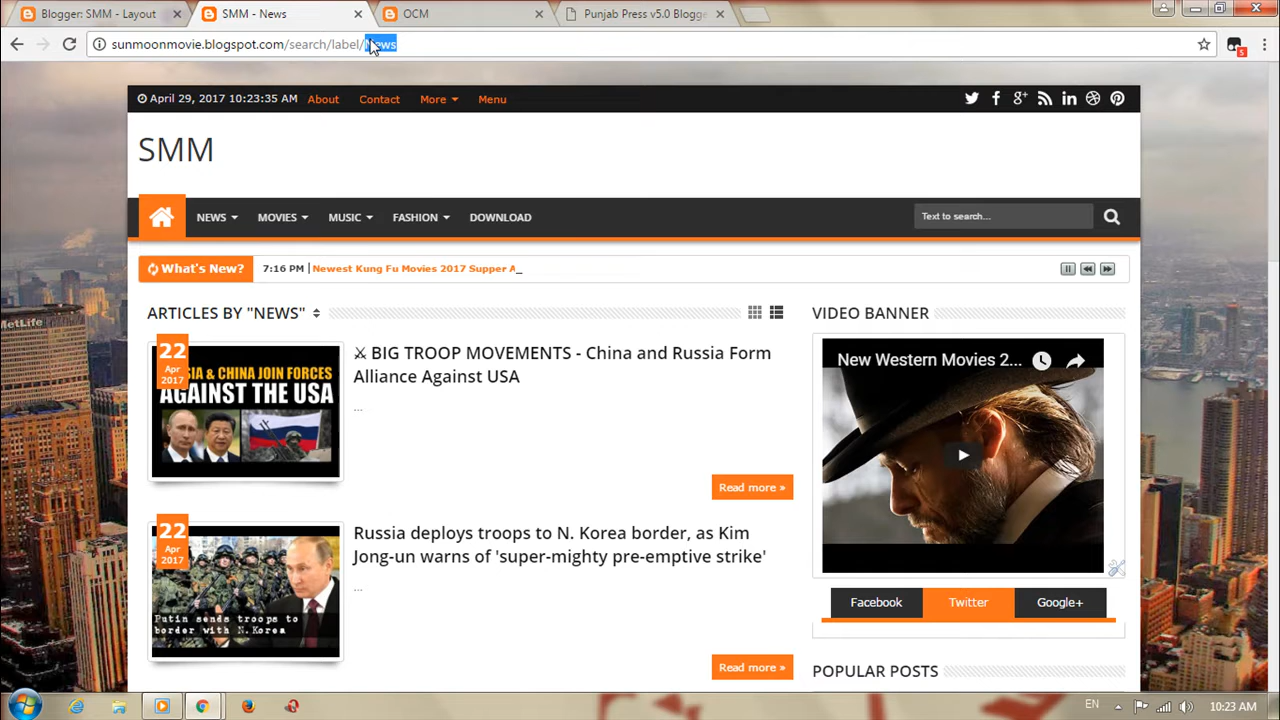 Blogger: SMM - Layout
SMM - News
OCM
Punjab Press v5.0 Blogge
sunmoonmovie.blogspot.com/search/label/News
5
April 29, 2017 10:23:35 AM About Contact More Menu
SMM
NEWS MOVIES MUSIC FASHION DOWNLOAD
Text to search...
What's New?
7:16 PM | Newest Kung Fu Movies 2017 Supper A_
ARTICLES BY "NEWS"
VIDEO BANNER
22
Apr
2017
& CHINA JOIN FORCES
AGAINST THE USA
⚔ BIG TROOP MOVEMENTS - China and Russia Form
Alliance Against USA
...
Read more »
New Western Movies 2...
22
Apr
2017
Putin sends troops to
border with N.Korea
Russia deploys troops to N. Korea border, as Kim
Jong-un warns of 'super-mighty pre-emptive strike'
...
Read more »
Facebook Twitter Google+
POPULAR POSTS
MetLife
EN
10:23 AM